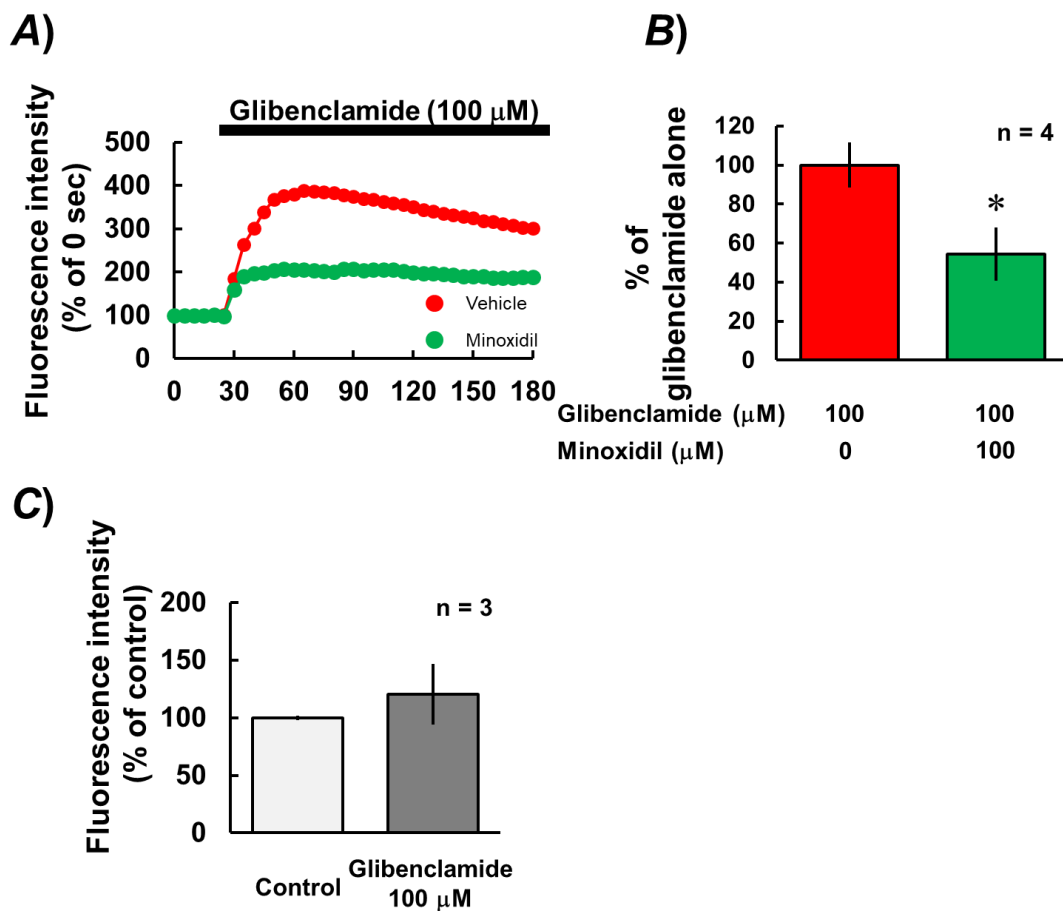 A)
Glibenclamide (100 μM)
Fluorescence intensity
(% of 0 sec)
500
400
300
200
100
0
Vehicle
Minoxidil
0 30 60 90 120 150 180
B)
% of
glibenclamide alone
120
100
80
60
40
20
0
n = 4
*
Glibenclamide (μM) 100 100
Minoxidil (μM) 0 100
C)
Fluorescence intensity
(% of control)
200
150
100
50
0
n = 3
Control
Glibenclamide
100 μM